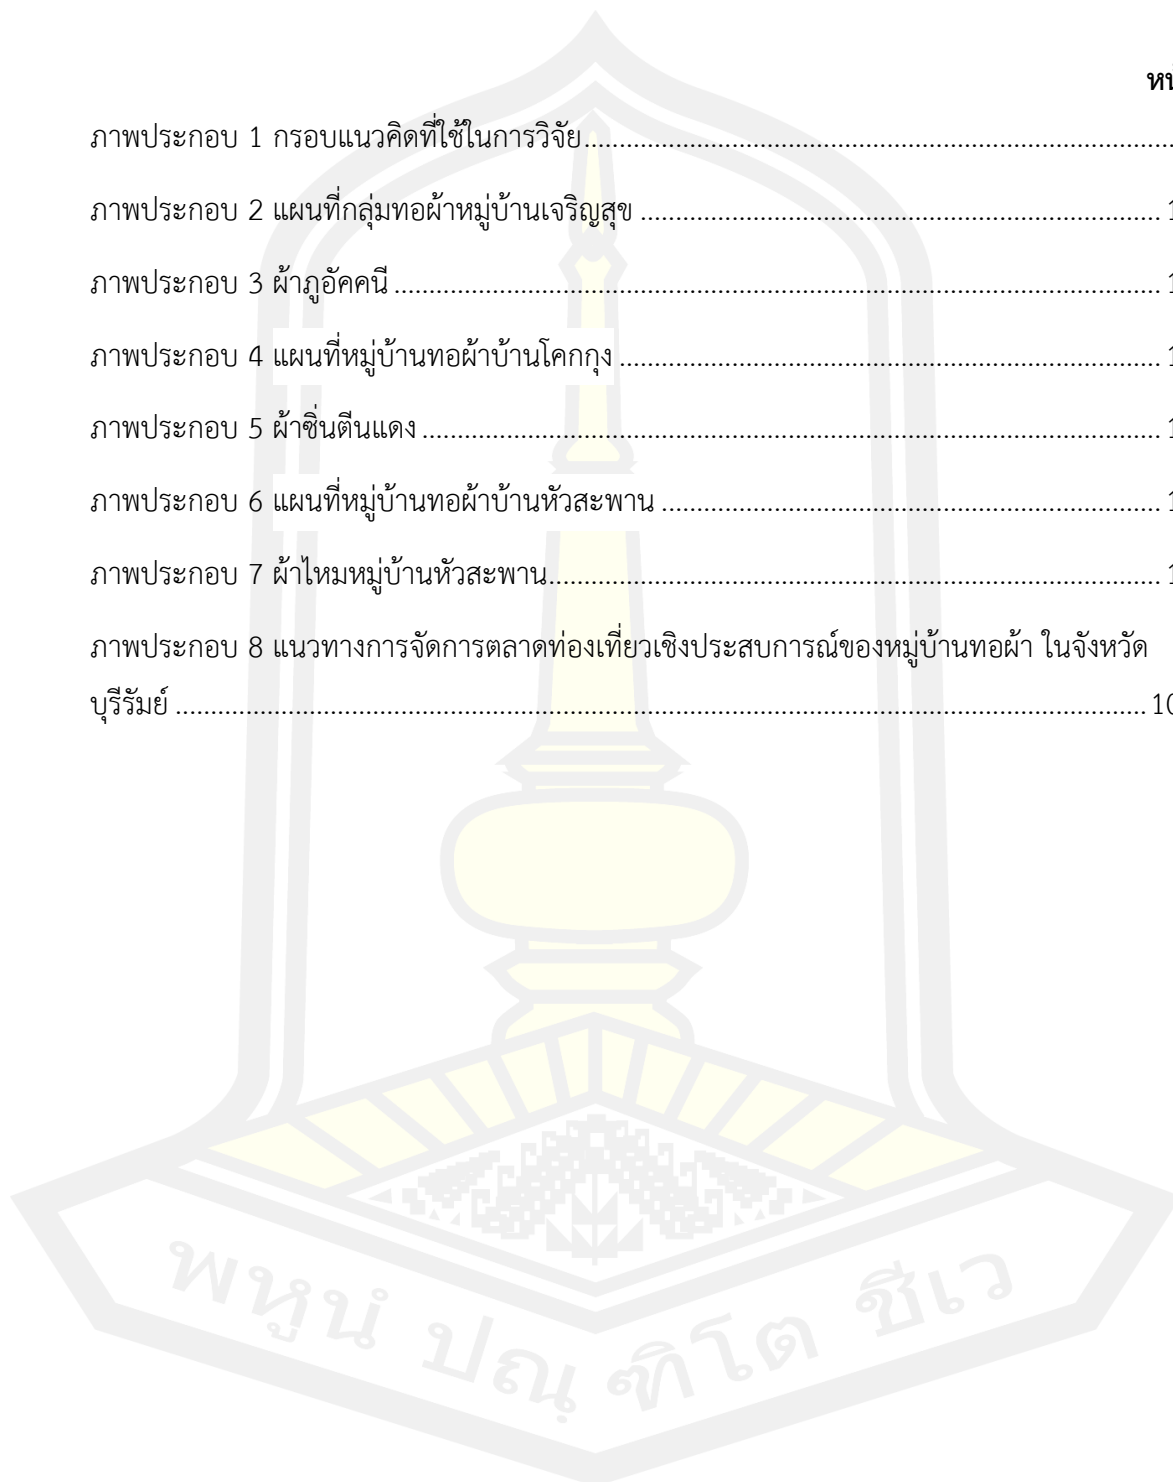 ภาพประกอบ 1 กรอบแนวคิดที่ใช้ในการวิจัย
ภาพประกอบ 2 แผนที่กลุ่มทอผ้าหมู่บ้านเจริญสุข
ภาพประกอบ 3 ผ้าภูอัคคนี
ภาพประกอบ 4 แผนที่หมู่บ้านทอผ้าบ้านโคกกุง
ภาพประกอบ 5 ผ้าซิ่นตีนแดง
ภาพประกอบ 6 แผนที่หมู่บ้านทอผ้าบ้านหัวสะพาน
ภาพประกอบ 7 ผ้าไหมหมู่บ้านหัวสะพาน
ภาพประกอบ 8 แนวทางการจัดการตลาดท่องเที่ยวเชิงประสบการณ์ของหมู่บ้านทอผ้า ในจังหวัด
บุรีรัมย์
พหูนํ ปณฺฑิโต ชีเว